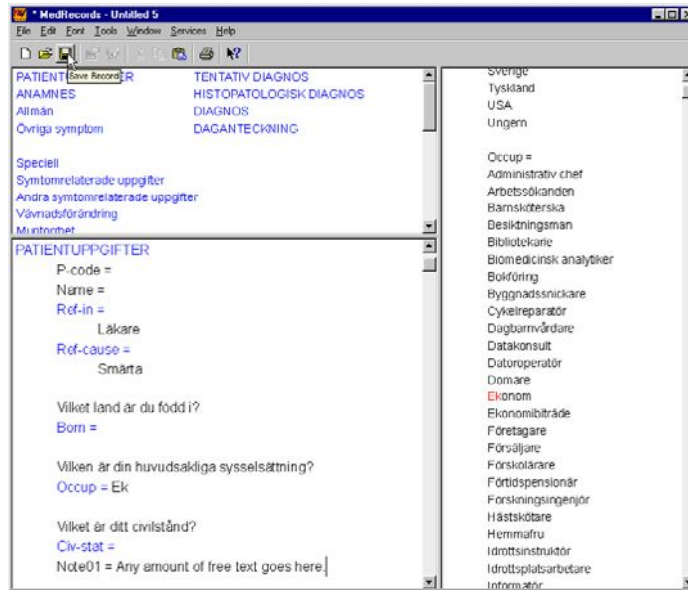 * MedRecords - Untitled 5
File Edit Font Tools Window Services Help
Save Record
PATIENT ER TENTATIV DIAGNOS
ANAMNES HISTOPATOLOGISK DIAGNOS
Allmän DIAGNOS
Övriga symptom DAGANTECKNING
Speciell
Symtomrelaterade uppgifter
Andra symtomrelaterade uppgifter
Vävnadsförändring
Muntorrhet
PATIENTUPPGIFTER
P-code =
Name =
Ref-in =
Läkare
Ref-cause =
Smärta
Vilket land är du född i?
Born =
Vilken är din huvudsakliga sysselsättning?
Occup = Ek
Vilket är ditt civilstånd?
Civ-stat =
Note01 = Any amount of free text goes here.
Sverige
Tyskland
USA
Ungern
Occup =
Administrativ chef
Arbetssökanden
Barnsköterska
Besiktningsman
Bibliotekarie
Biomedicinsk analytiker
Bokföring
Byggnadssnickare
Cykelreparatör
Dagbarnvårdare
Datakonsult
Datoroperatör
Domare
Ekonom
Ekonomibiträde
Företagare
Försäljare
Förskolärare
Förtidspensionär
Forskningsingenjör
Hästskötare
Hemmafru
Idrottsinstruktör
Idrottsplatsarbetare
Informatör